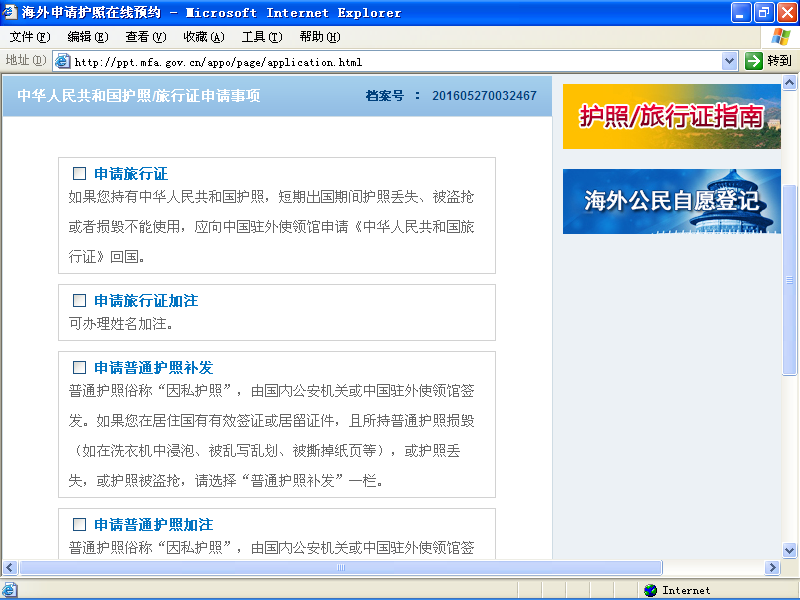 海外申请护照在线预约 - Microsoft Internet Explorer
文件(F) 编辑(E) 查看(V) 收藏(A) 工具(T) 帮助(H)
地址(D) http://ppt.mfa.gov.cn/appo/page/application.html 转到
中华人民共和国护照/旅行证申请事项 档案号 : 201605270032467
护照/旅行证指南
海外公民自愿登记
申请旅行证
如果您持有中华人民共和国护照，短期出国期间护照丢失、被盗抢
或者损毁不能使用，应向中国驻外使领馆申请《中华人民共和国旅
行证》回国。
申请旅行证加注
可办理姓名加注。
申请普通护照补发
普通护照俗称“因私护照”，由国内公安机关或中国驻外使领馆签
发。如果您在居住国有有效签证或居留证件，且所持普通护照损毁
（如在洗衣机中浸泡、被乱写乱划、被撕掉纸页等），或护照丢
失，或护照被盗抢，请选择“普通护照补发”一栏。
申请普通护照加注
普通护照俗称“因私护照”，由国内公安机关或中国驻外使领馆签
Internet